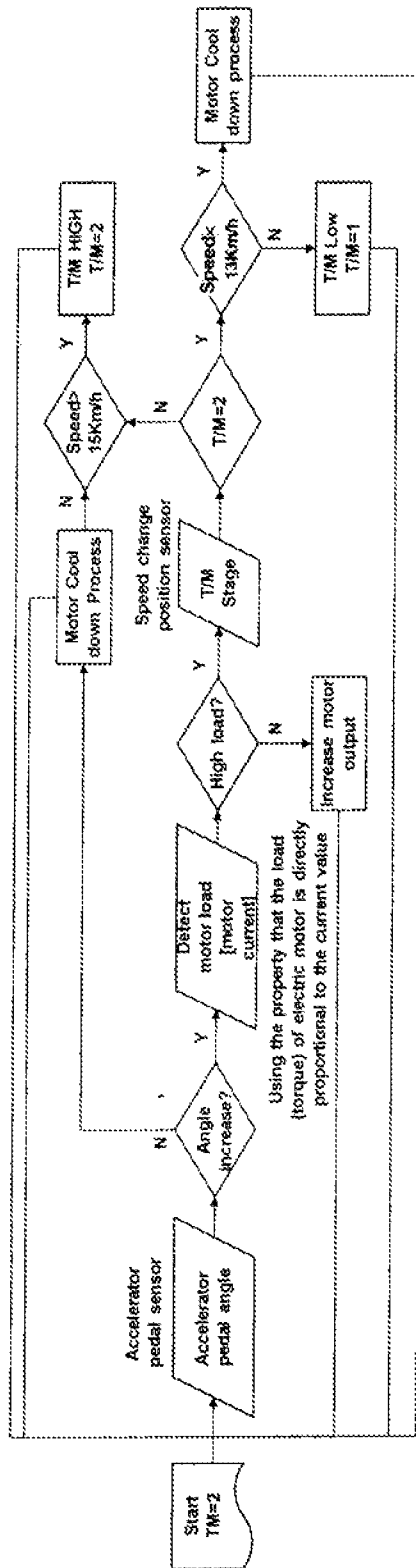 Start
TM=2
Accelerator
pedal sensor
Accelerator
pedal angle
Angle
increase?
N
Y
Detect
motor load
[motor
current]
Using the property that the load
(torque) of electric motor is directly
proportional to the current value
High load?
Y
N
Increase motor
output
Speed change
position sensor
T/M
Stage
T/M=2
N
Y
Motor Cool
down Process
N
Speed>
15Km/h
Y
T/M HIGH
T/M=2
Speed<
13Km/h
Y
N
Motor Cool
down process
T/M Low
T/M=1